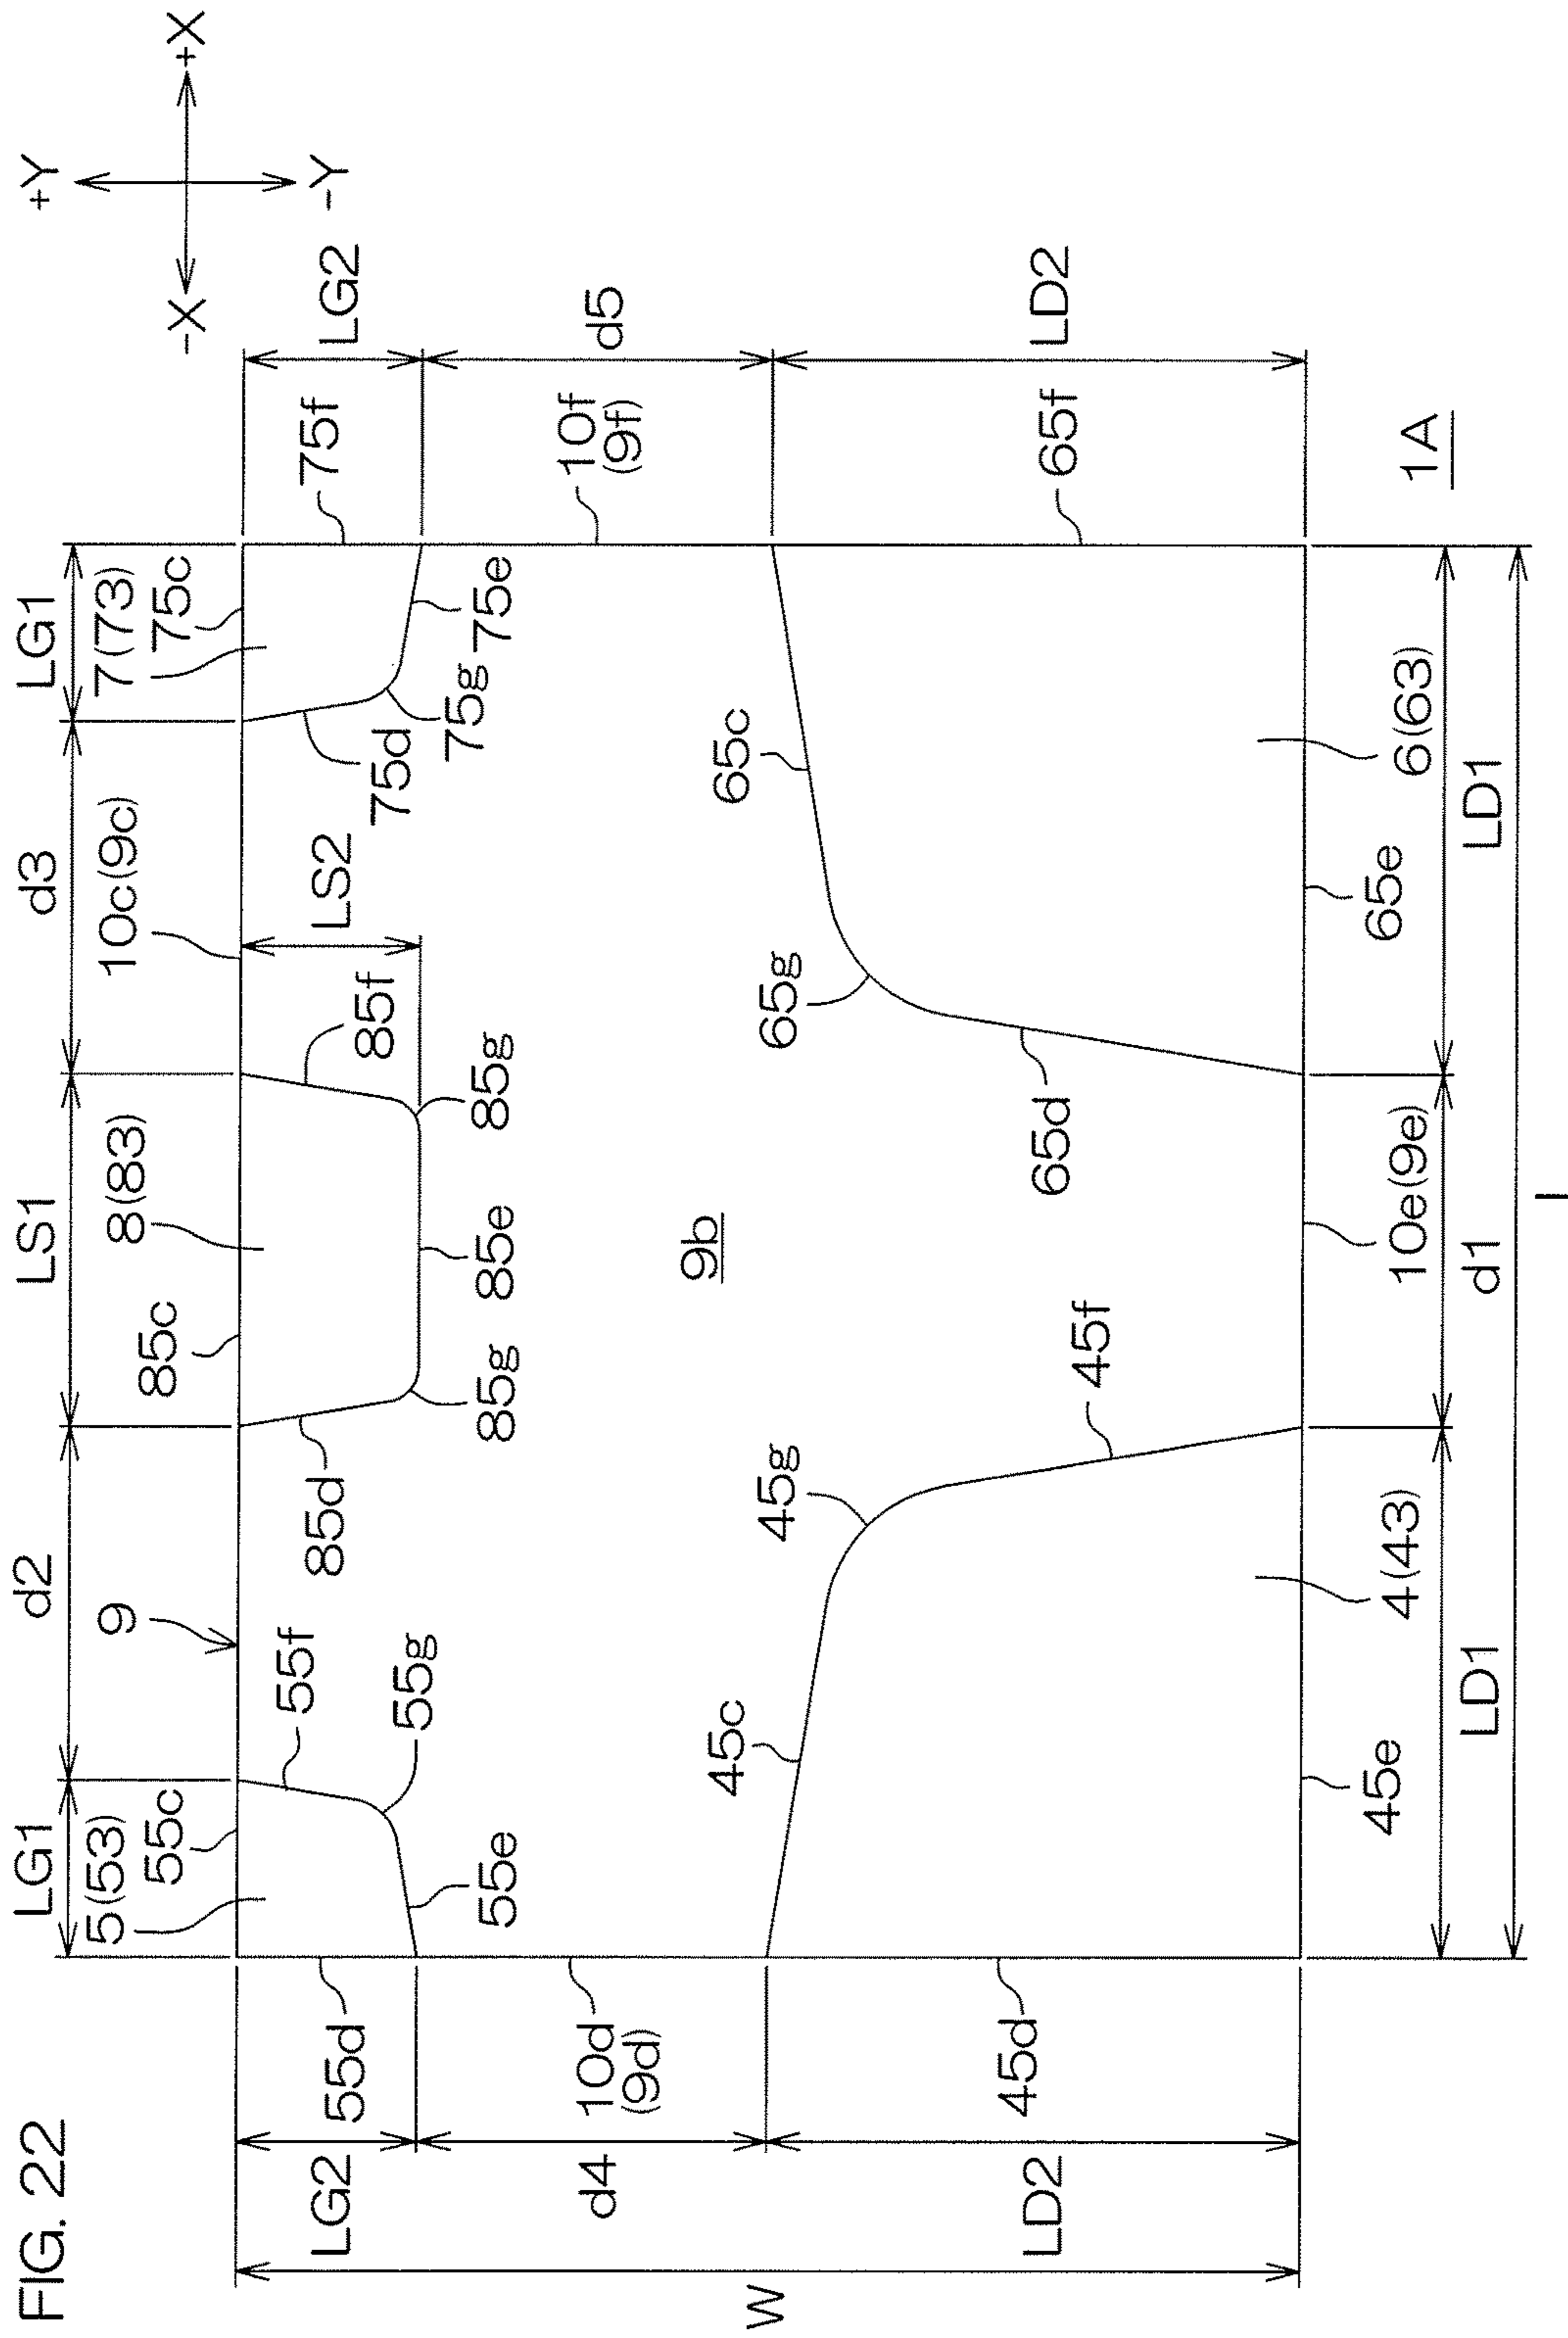 FIG. 22
LG1
d2
LS1
d3
LG1
+Y
5(53)
55c
9
8(83)
85c
10c(9c)
7(73)
75c
-X
+X
55f
85d
85f
LS2
75d
75f
-Y
LG2
55d
55g
55e
85g
85e
85g
75g
75e
LG2
d4
10d
(9d)
10f
(9f)
d5
W
45c
45g
9b
65g
65c
LD2
45d
45f
65d
65f
LD2
45e
4(43)
10e(9e)
65e
6(63)
1A
LD1
d1
LD1